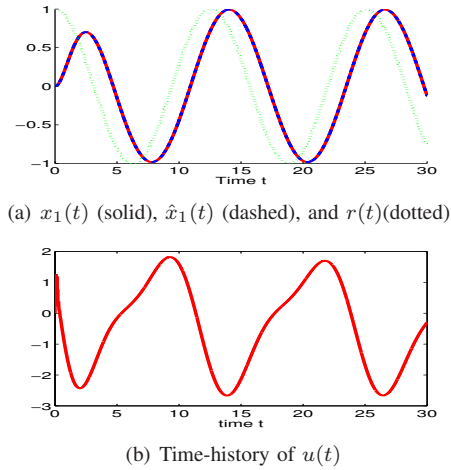 1
0.5
0
−0.5
−1
0 5 10 15 20 25 30
Time t
(a) x₁(t) (solid), x̂₁(t) (dashed), and r(t)(dotted)
2
1
0
−1
−2
−3
0 5 10 15 20 25 30
time t
(b) Time-history of u(t)